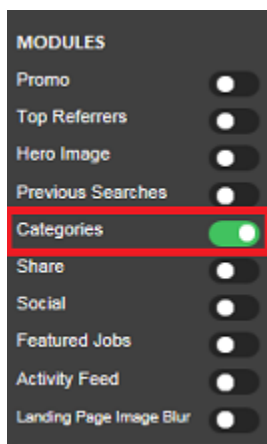 MODULES
Promo
Top Referrers
Hero Image
Previous Searches
Categories
Share
Social
Featured Jobs
Activity Feed
Landing Page Image Blur